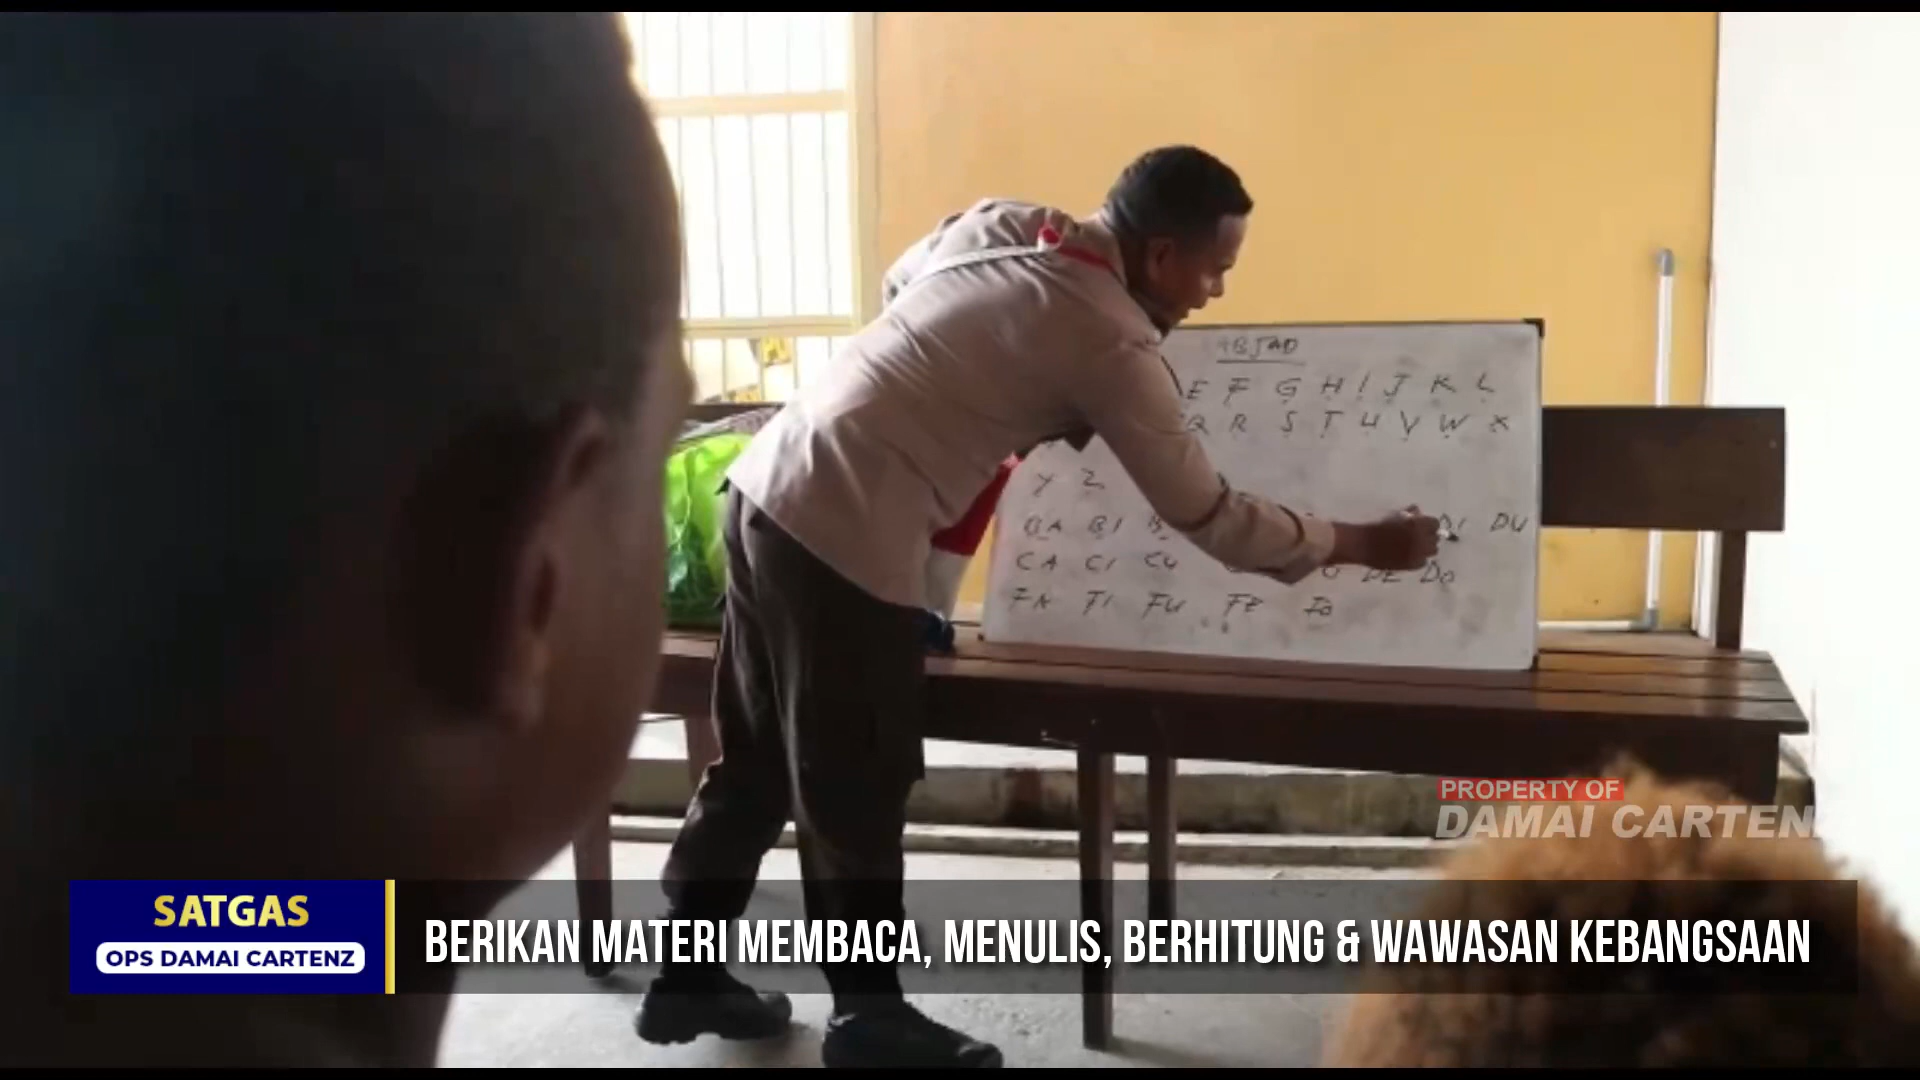 ABJAD
E F G H I J K L
Q R S T U V W X
Y Z
BA BI DI DU
CA CI CU DE DO
FA FI FU FE FO
PROPERTY OF
DAMAI CARTEN
SATGAS
OPS DAMAI CARTENZ
BERIKAN MATERI MEMBACA, MENULIS, BERHITUNG & WAWASAN KEBANGSAAN